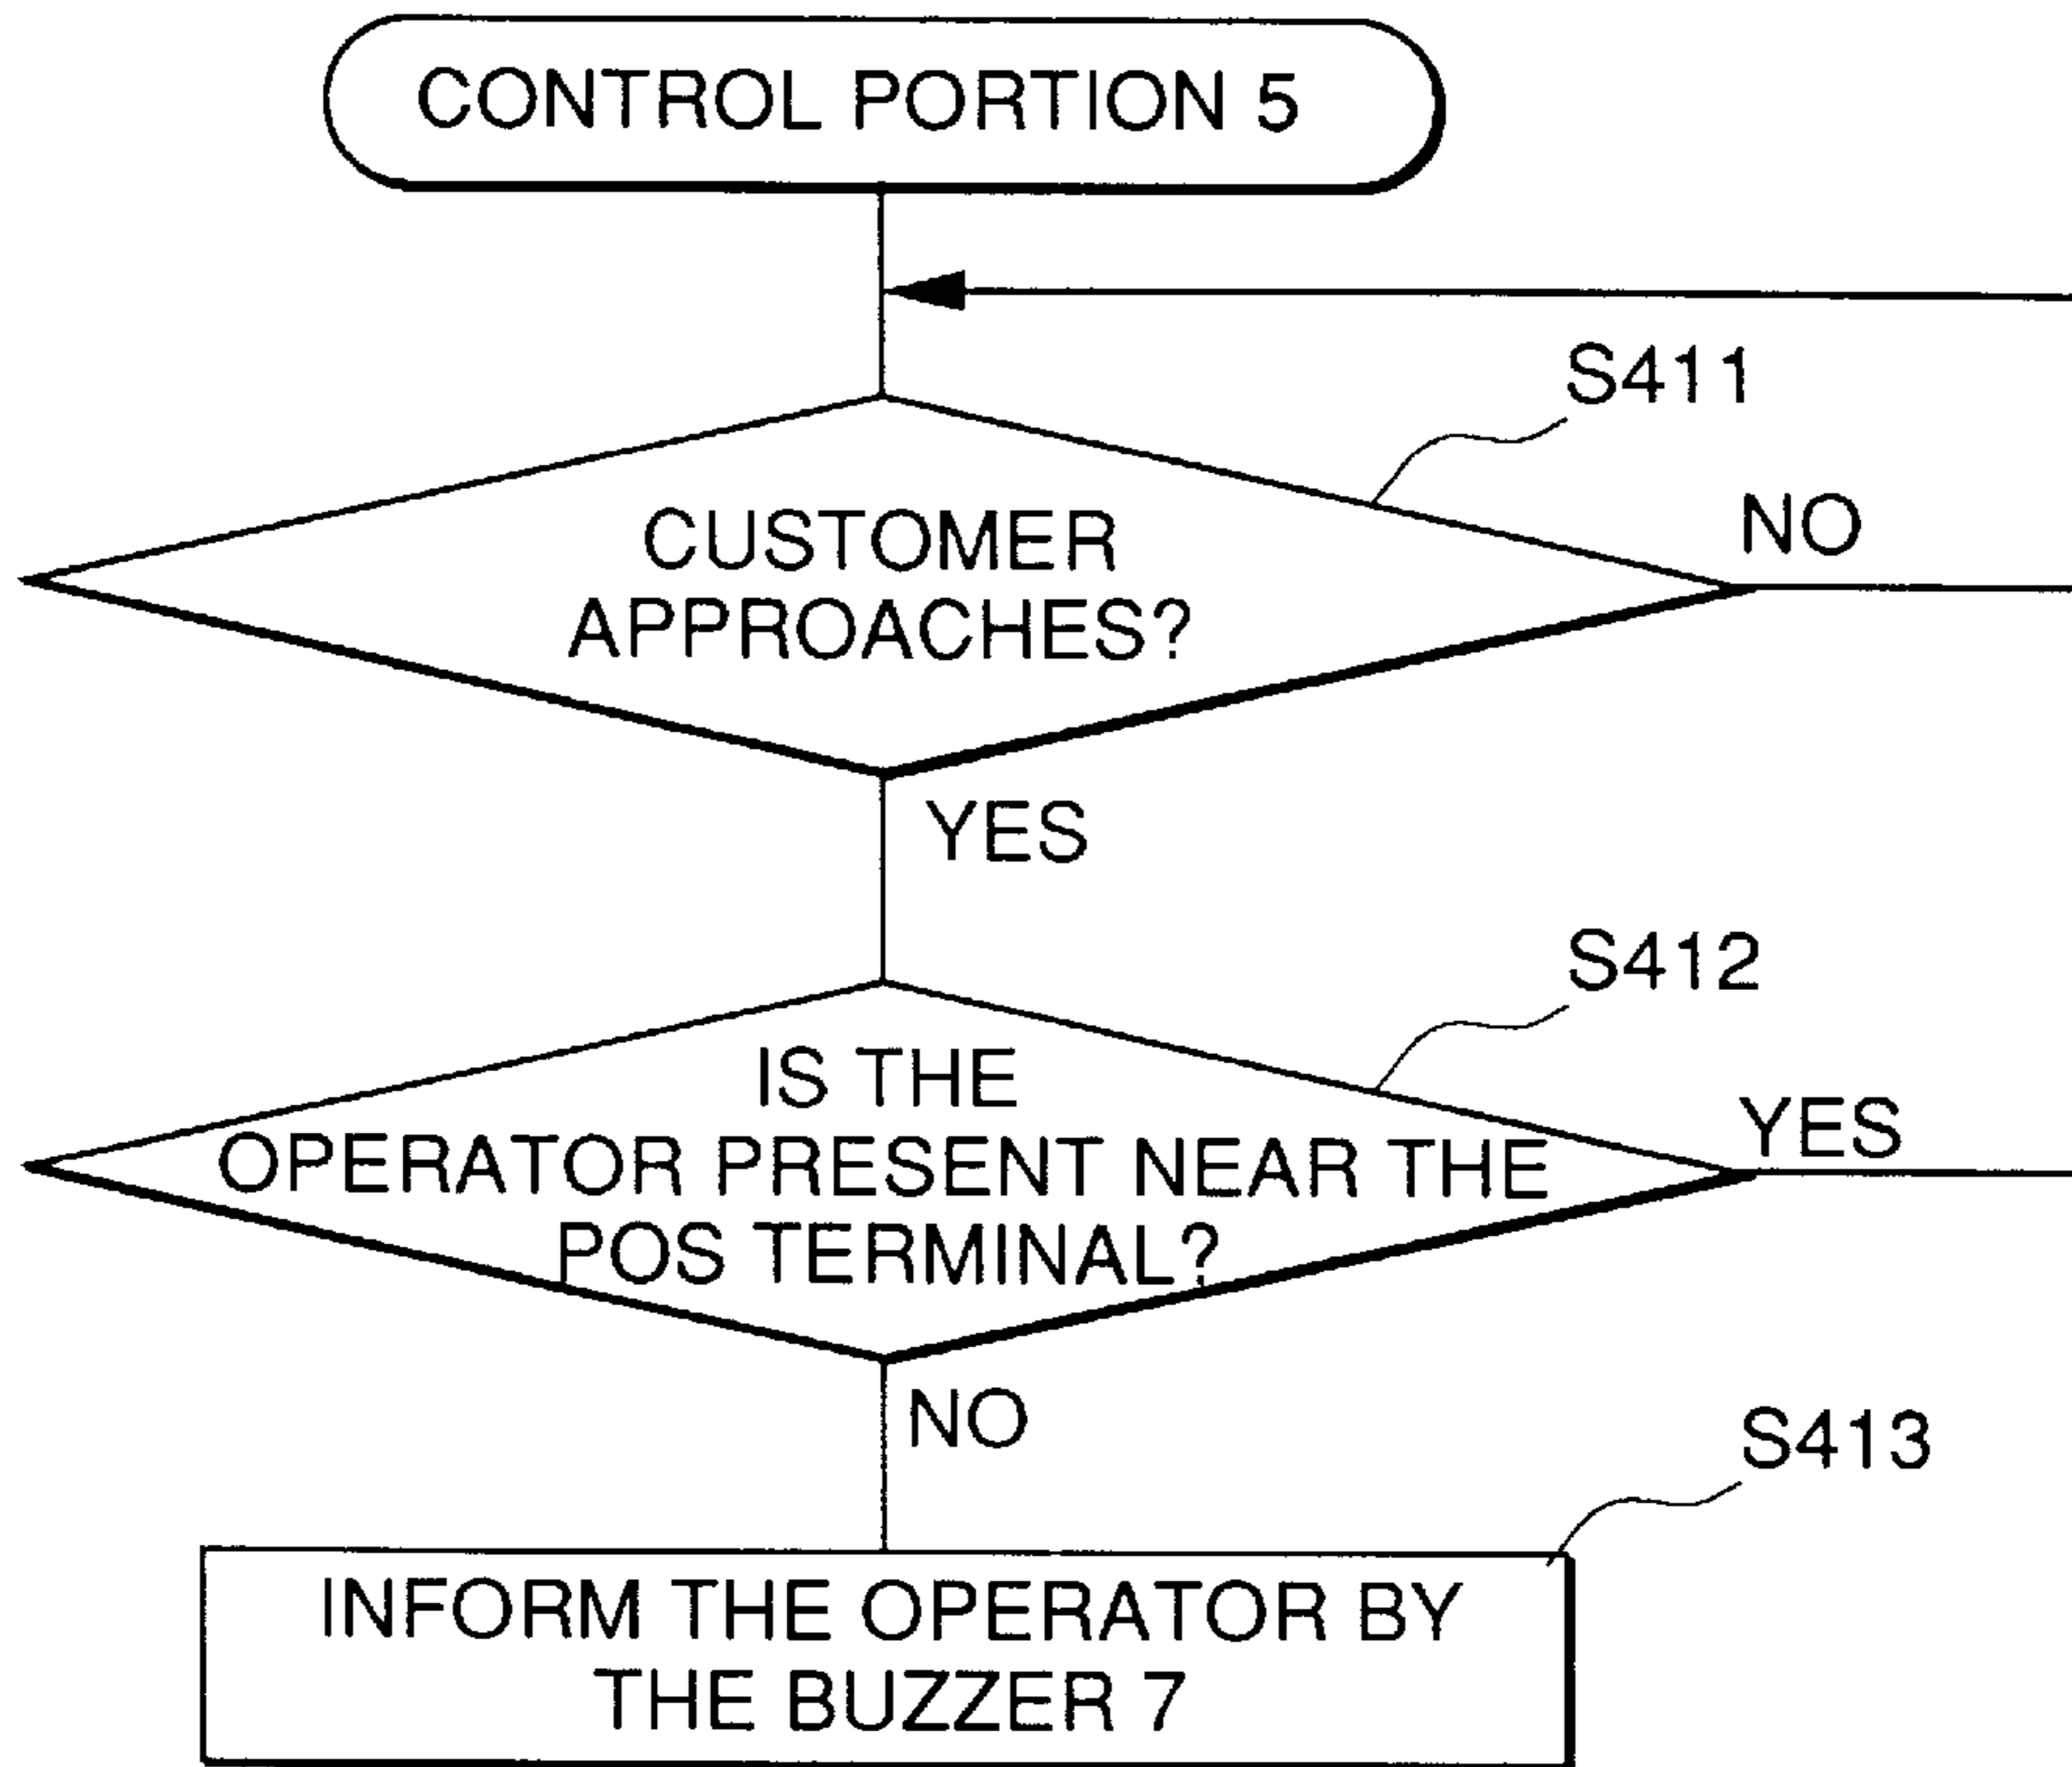 CONTROL PORTION 5
S411
CUSTOMER
APPROACHES?
NO
YES
S412
IS THE
OPERATOR PRESENT NEAR THE
POS TERMINAL?
YES
NO
S413
INFORM THE OPERATOR BY
THE BUZZER 7